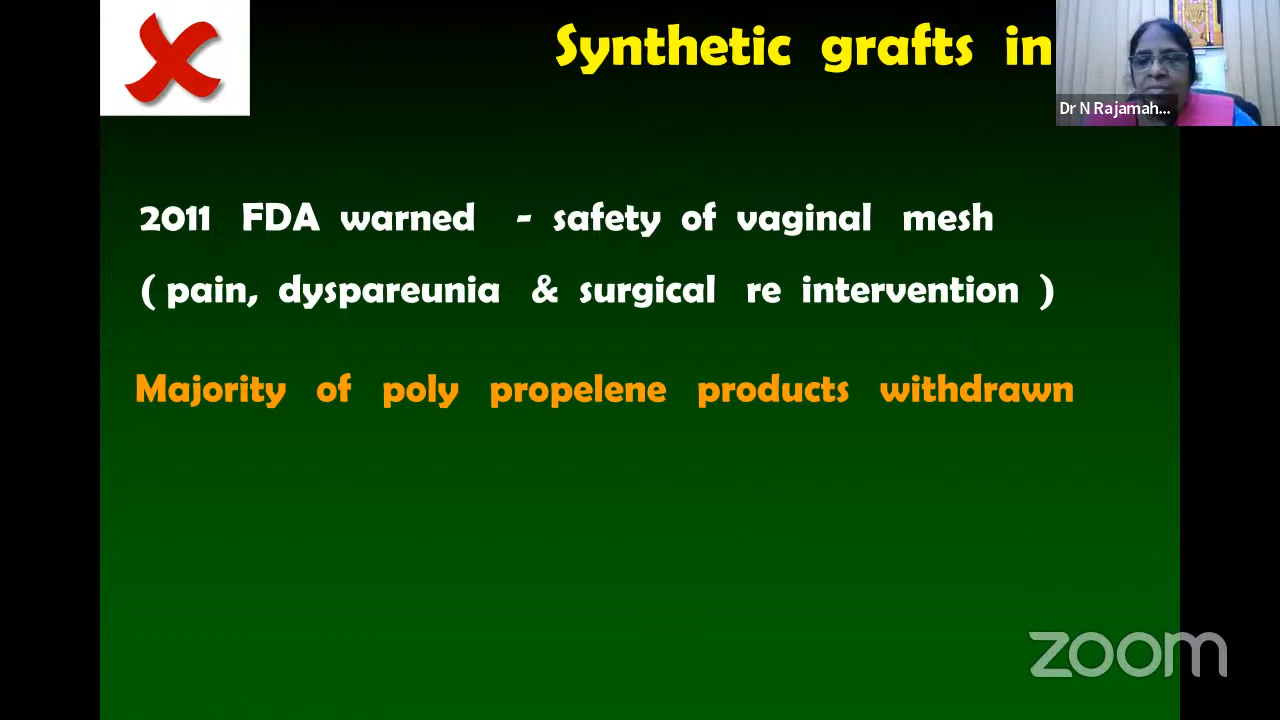 Synthetic grafts in
Dr N Rajamah...
2011 FDA warned - safety of vaginal mesh
( pain, dyspareunia & surgical re intervention )
Majority of poly propelene products withdrawn
zoom